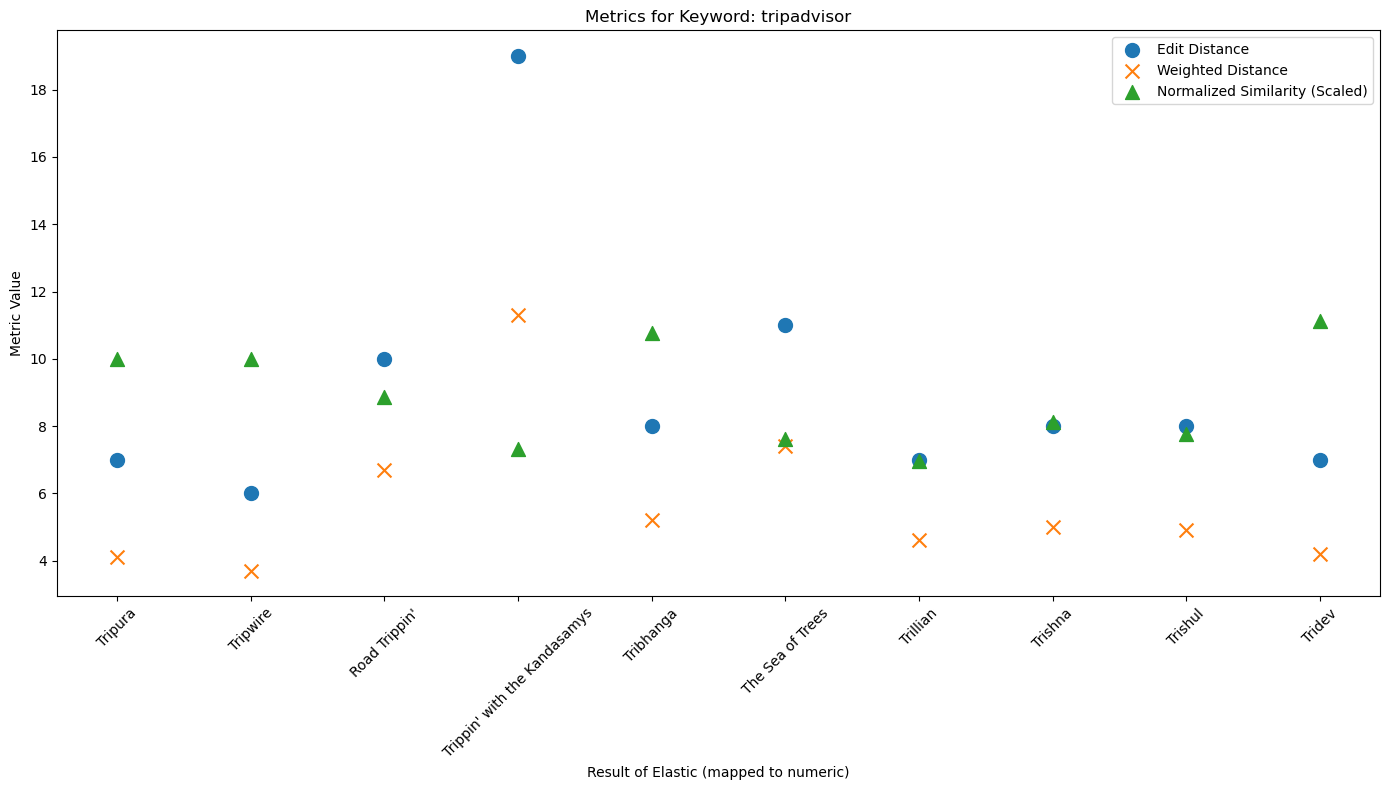 Metrics for Keyword: tripadvisor
Edit Distance
Weighted Distance
Normalized Similarity (Scaled)
18
16
14
12
10
8
6
4
Metric Value
Tripura
Tripwire
Road Trippin'
Trippin' with the Kandasamys
Tribhanga
The Sea of Trees
Trillian
Trishna
Trishul
Tridev
Result of Elastic (mapped to numeric)